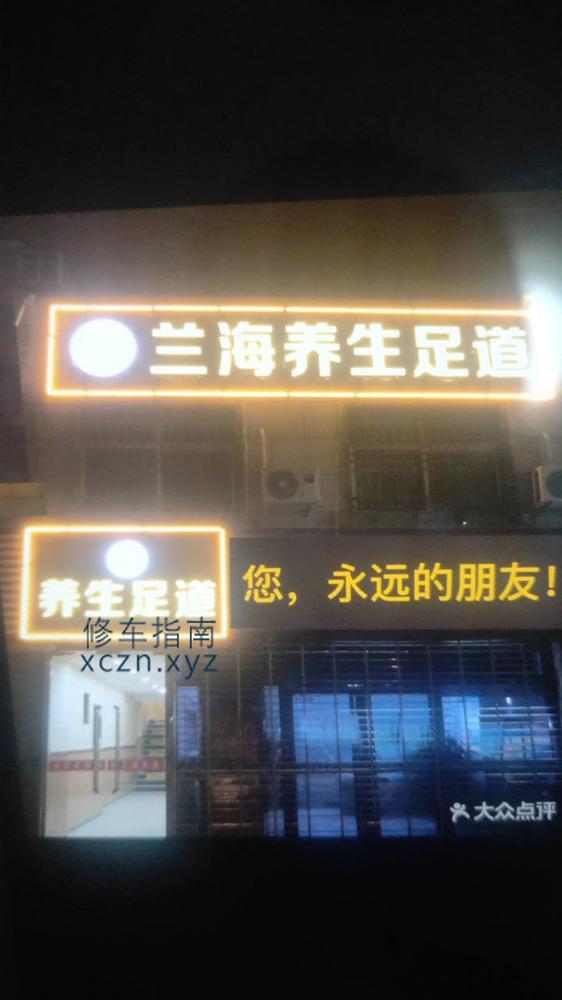 兰海养生足道
养生足道
您，永远的朋友!
修车指南
xczn.xyz
大众点评